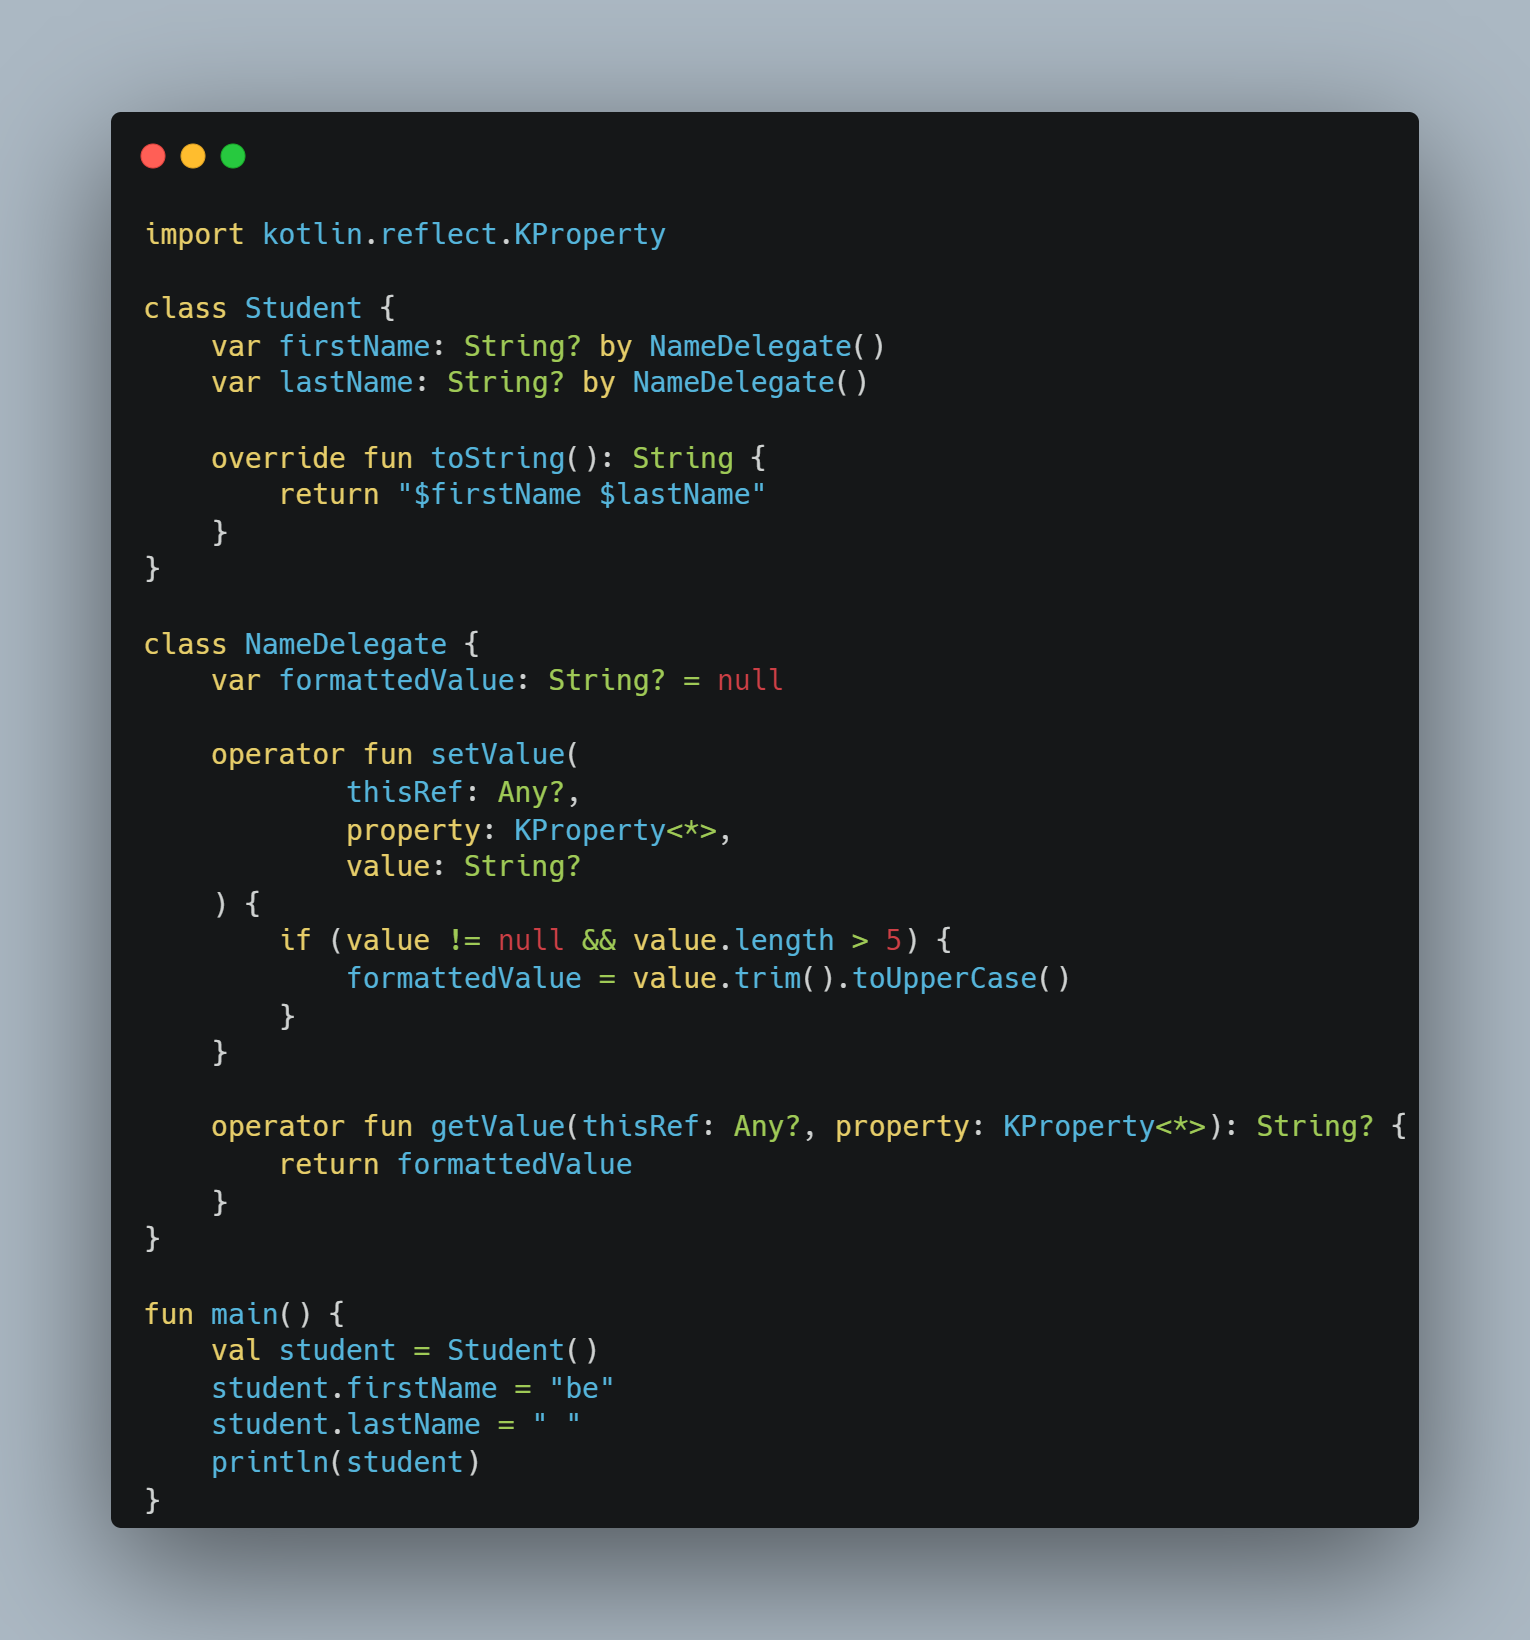 import kotlin.reflect.KProperty
class Student {
    var firstName: String? by NameDelegate()
    var lastName: String? by NameDelegate()
    override fun toString(): String {
        return "$firstName $lastName"
    }
}
class NameDelegate {
    var formattedValue: String? = null
    operator fun setValue(
            thisRef: Any?,
            property: KProperty<*>,
            value: String?
    ) {
        if (value != null && value.length > 5) {
            formattedValue = value.trim().toUpperCase()
        }
    }
    operator fun getValue(thisRef: Any?, property: KProperty<*>): String? {
        return formattedValue
    }
}
fun main() {
    val student = Student()
    student.firstName = "be"
    student.lastName = " "
    println(student)
}